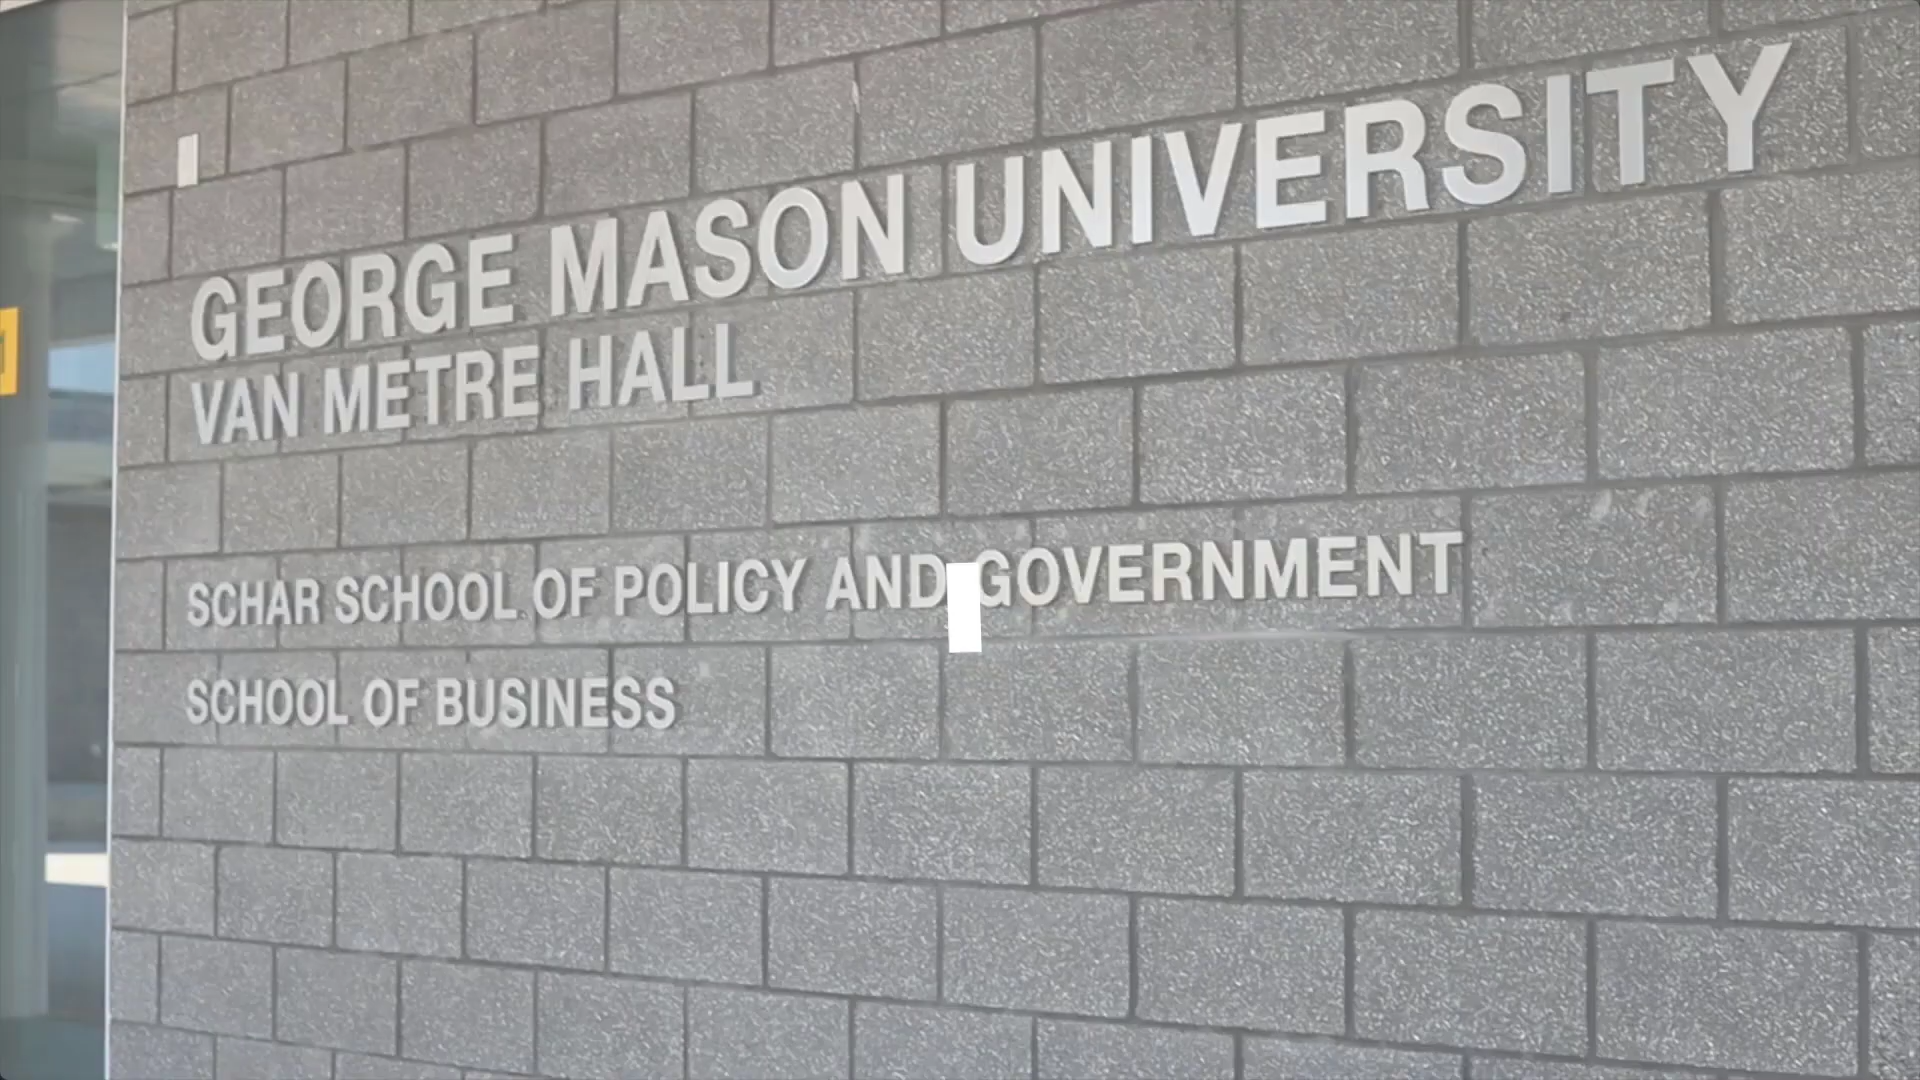 GEORGE MASON UNIVERSITY
VAN METRE HALL
SCHAR SCHOOL OF POLICY AND GOVERNMENT
SCHOOL OF BUSINESS